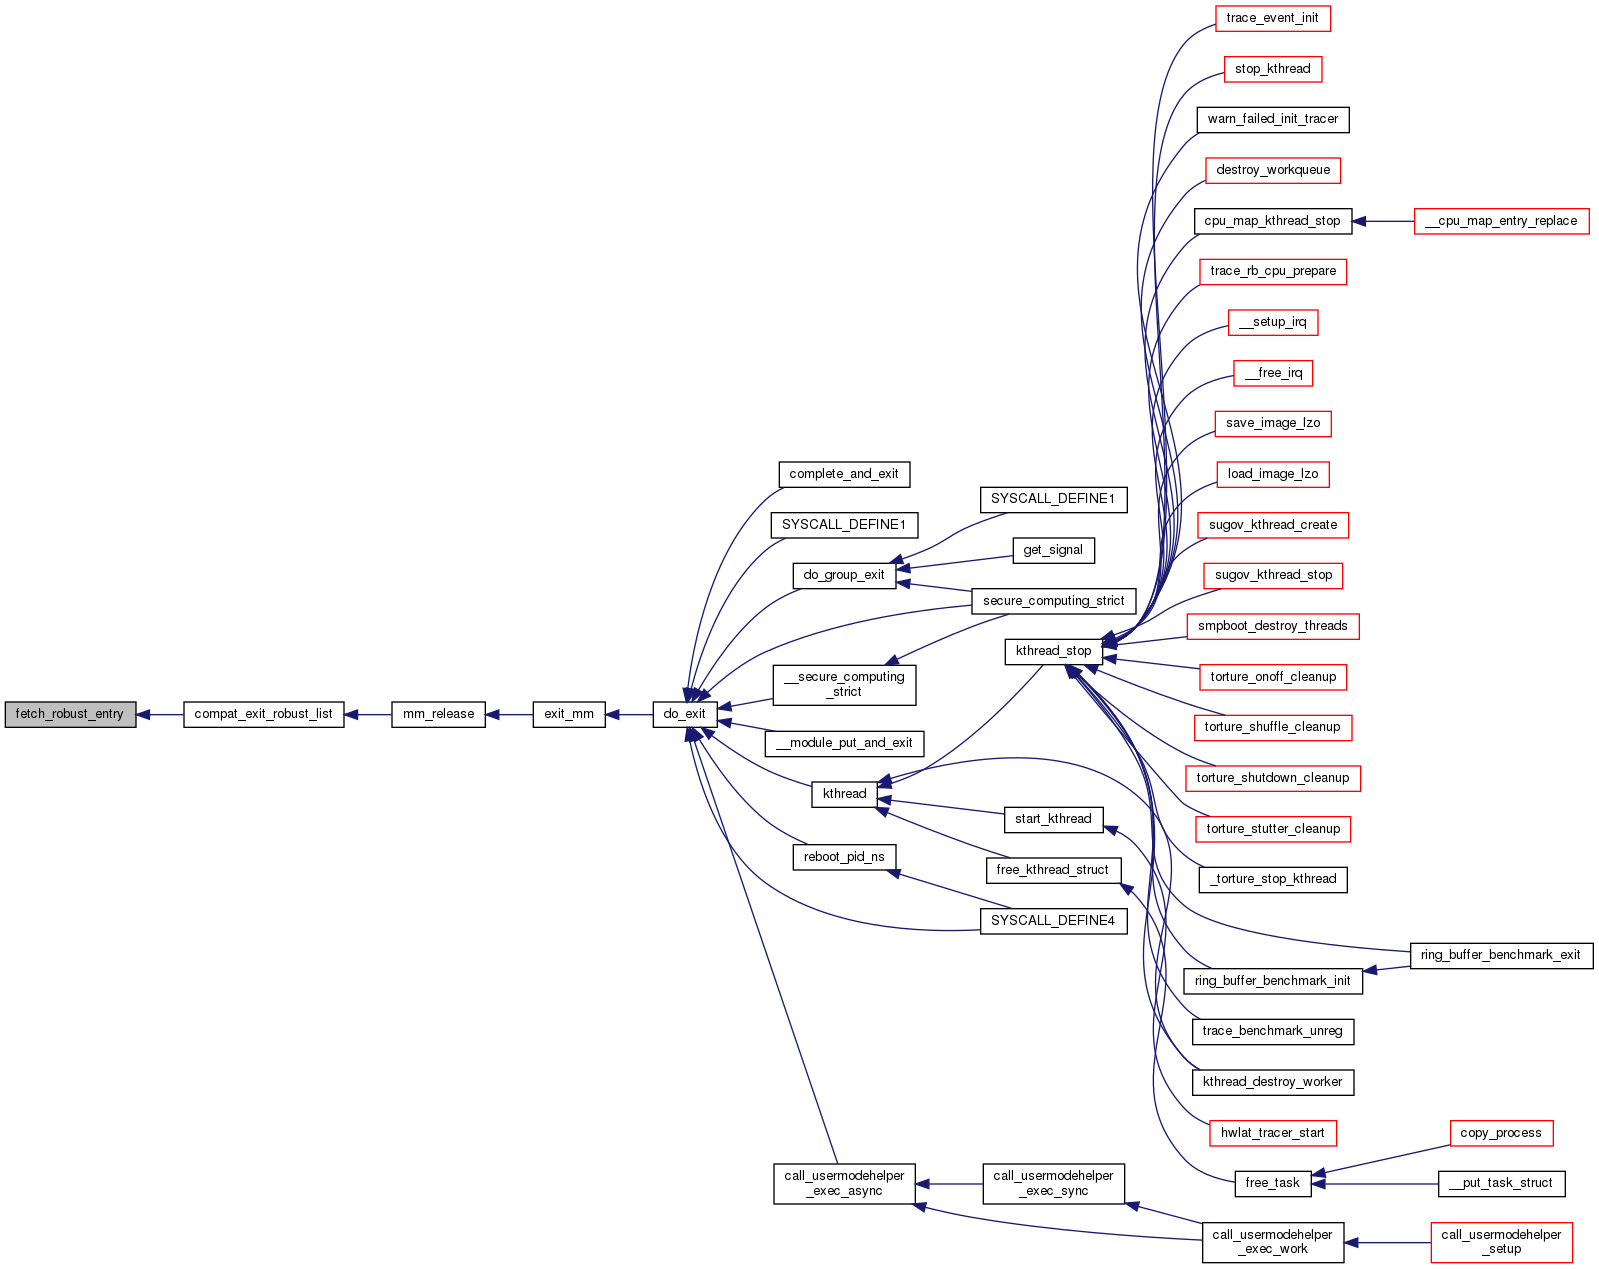 trace_event_init
stop_kthread
warn_failed_init_tracer
destroy_workqueue
cpu_map_kthread_stop
__cpu_map_entry_replace
trace_rb_cpu_prepare
__setup_irq
__free_irq
save_image_lzo
load_image_lzo
sugov_kthread_create
sugov_kthread_stop
smpboot_destroy_threads
torture_onoff_cleanup
torture_shuffle_cleanup
torture_shutdown_cleanup
torture_stutter_cleanup
_torture_stop_kthread
ring_buffer_benchmark_exit
ring_buffer_benchmark_init
trace_benchmark_unreg
kthread_destroy_worker
hwlat_tracer_start
copy_process
free_task
__put_task_struct
call_usermodehelper
_exec_work
call_usermodehelper
_setup
complete_and_exit
SYSCALL_DEFINE1
SYSCALL_DEFINE1
get_signal
do_group_exit
secure_computing_strict
kthread_stop
__secure_computing
_strict
fetch_robust_entry
compat_exit_robust_list
mm_release
exit_mm
do_exit
__module_put_and_exit
kthread
start_kthread
reboot_pid_ns
free_kthread_struct
SYSCALL_DEFINE4
call_usermodehelper
_exec_async
call_usermodehelper
_exec_sync